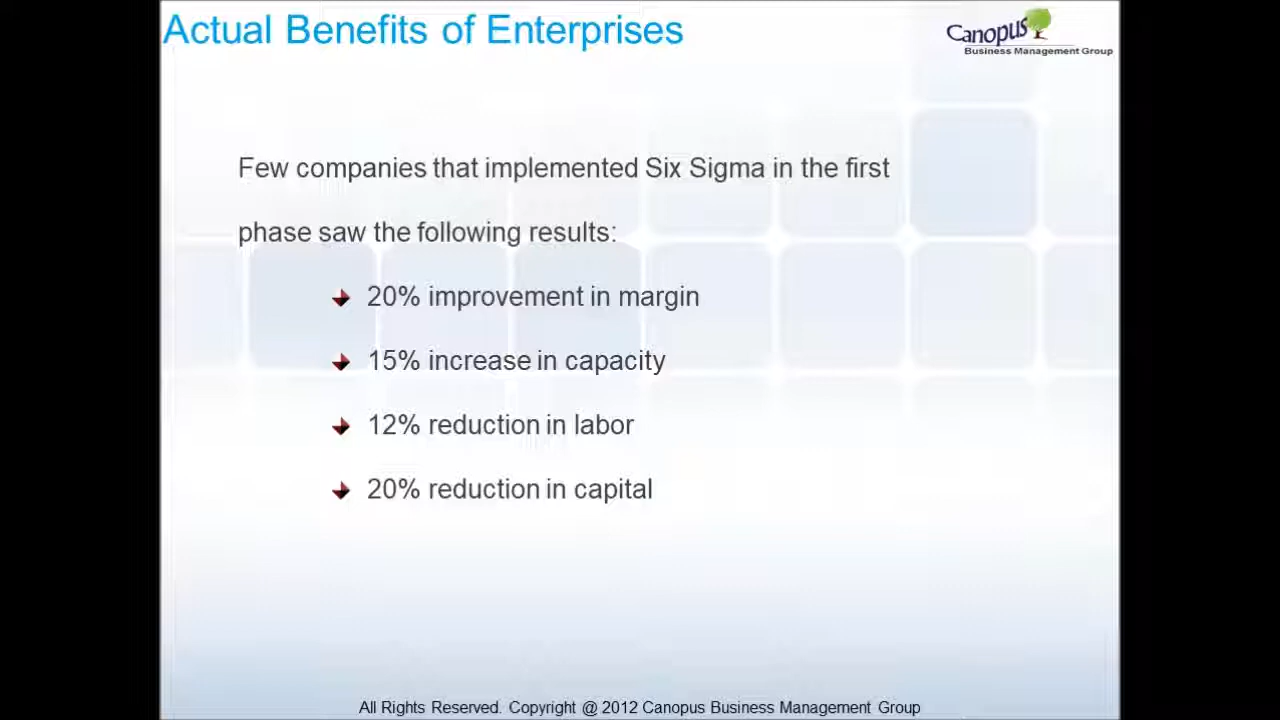 Actual Benefits of Enterprises
Canopus
Business Management Group
Few companies that implemented Six Sigma in the first
phase saw the following results:
20% improvement in margin
15% increase in capacity
12% reduction in labor
20% reduction in capital
All Rights Reserved. Copyright @ 2012 Canopus Business Management Group